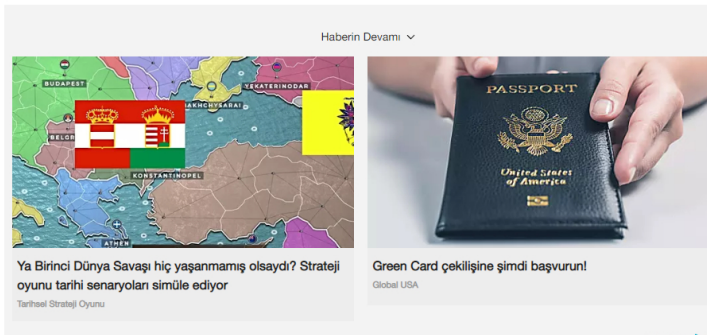 Haberin Devamı
BUDAPEST
YEKATERINODAR
BAKHCHYSARAI
BELGR
KONSTANTINOPEL
ATHEN
PASSPORT
United States
of America
Ya Birinci Dünya Savaşı hiç yaşanmamış olsaydı? Strateji
oyunu tarihi senaryoları simüle ediyor
Tarihsel Strateji Oyunu
Green Card çekilişine şimdi başvurun!
Global USA